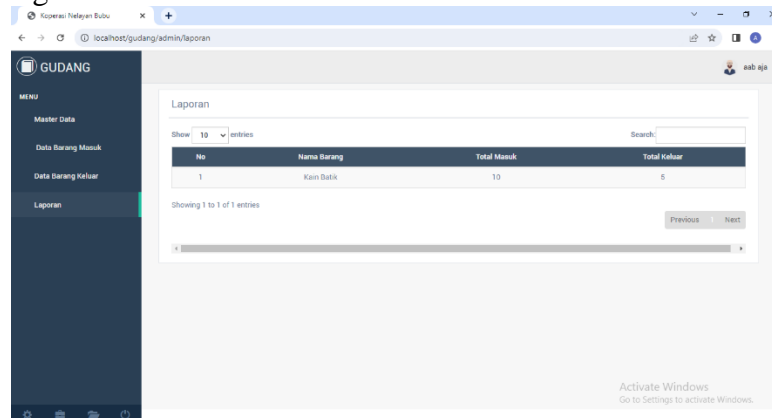 Koperasi Nelayan Bubu
localhost/gudang/admin/laporan
GUDANG
aab aja
MENU
Master Data
Data Barang Masuk
Data Barang Keluar
Laporan
Laporan
Show 10 entries
Search:
No Nama Barang Total Masuk Total Keluar
1 Kain Batik 10 5
Showing 1 to 1 of 1 entries
Previous 1 Next
Activate Windows
Go to Settings to activate Windows.